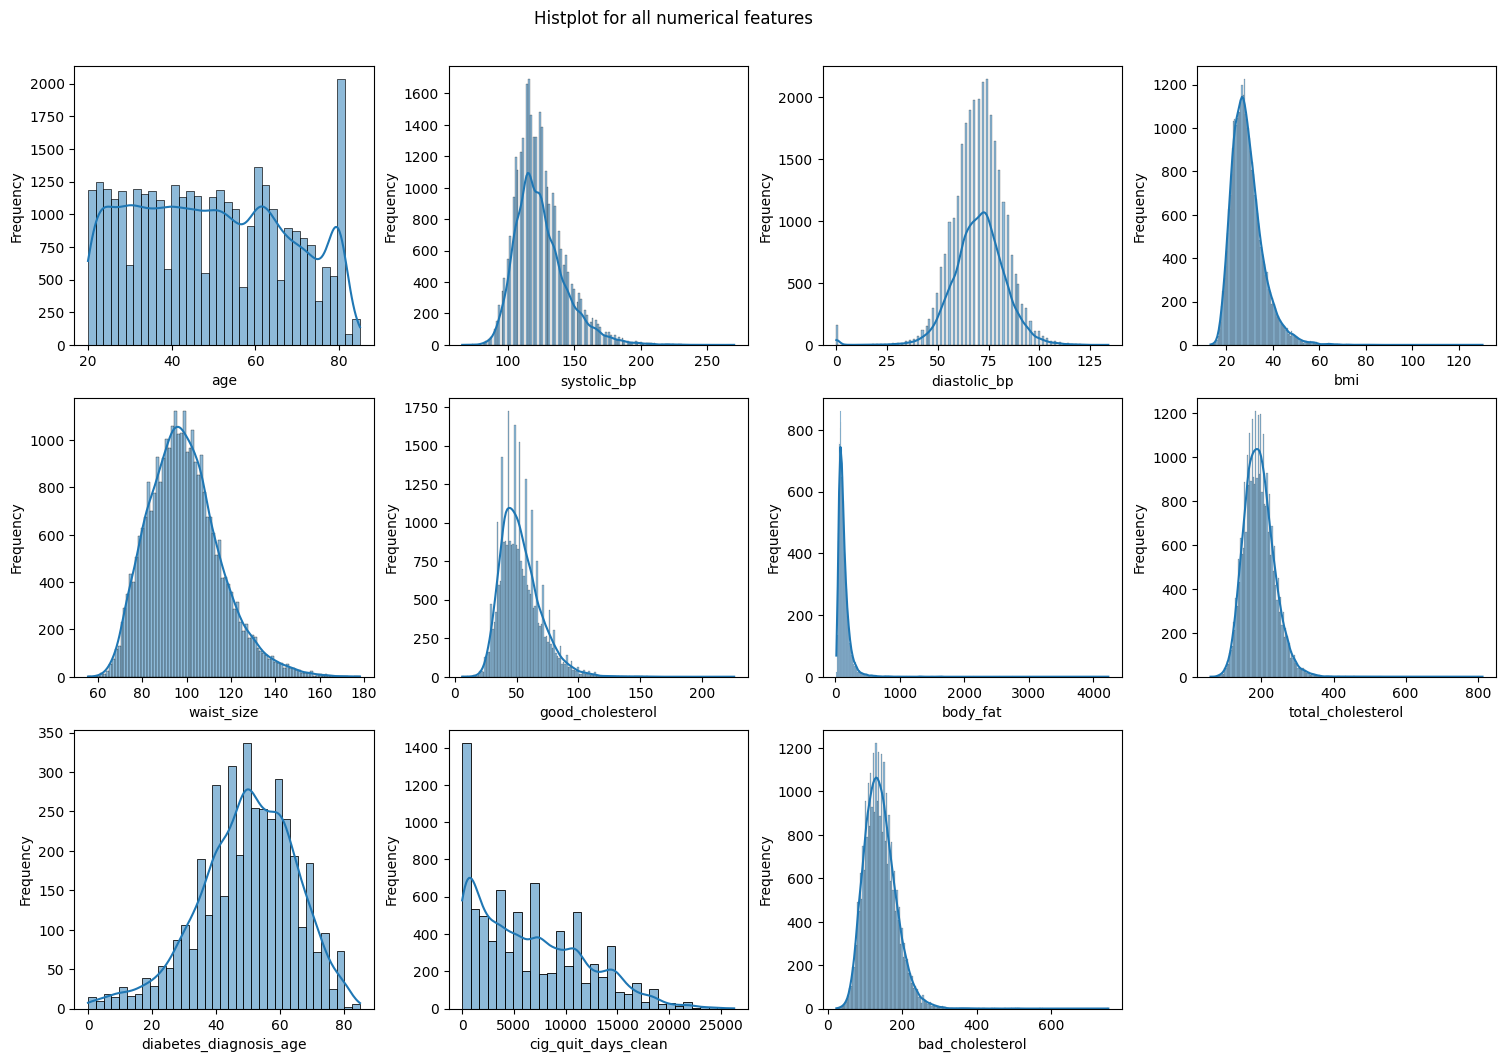 Histplot for all numerical features
2000
1750
1500
1250
1000
750
500
250
0
Frequency
20 40 60 80
age
1600
1400
1200
1000
800
600
400
200
0
Frequency
100 150 200 250
systolic_bp
2000
1500
1000
500
0
Frequency
0 25 50 75 100 125
diastolic_bp
1200
1000
800
600
400
200
0
Frequency
20 40 60 80 100 120
bmi
1000
800
600
400
200
0
Frequency
60 80 100 120 140 160 180
waist_size
1750
1500
1250
1000
750
500
250
0
Frequency
0 50 100 150 200
good_cholesterol
800
600
400
200
0
Frequency
0 1000 2000 3000 4000
body_fat
1200
1000
800
600
400
200
0
Frequency
200 400 600 800
total_cholesterol
350
300
250
200
150
100
50
0
Frequency
0 20 40 60 80
diabetes_diagnosis_age
1400
1200
1000
800
600
400
200
0
Frequency
0 5000 10000 15000 20000 25000
cig_quit_days_clean
1200
1000
800
600
400
200
0
Frequency
0 200 400 600
bad_cholesterol